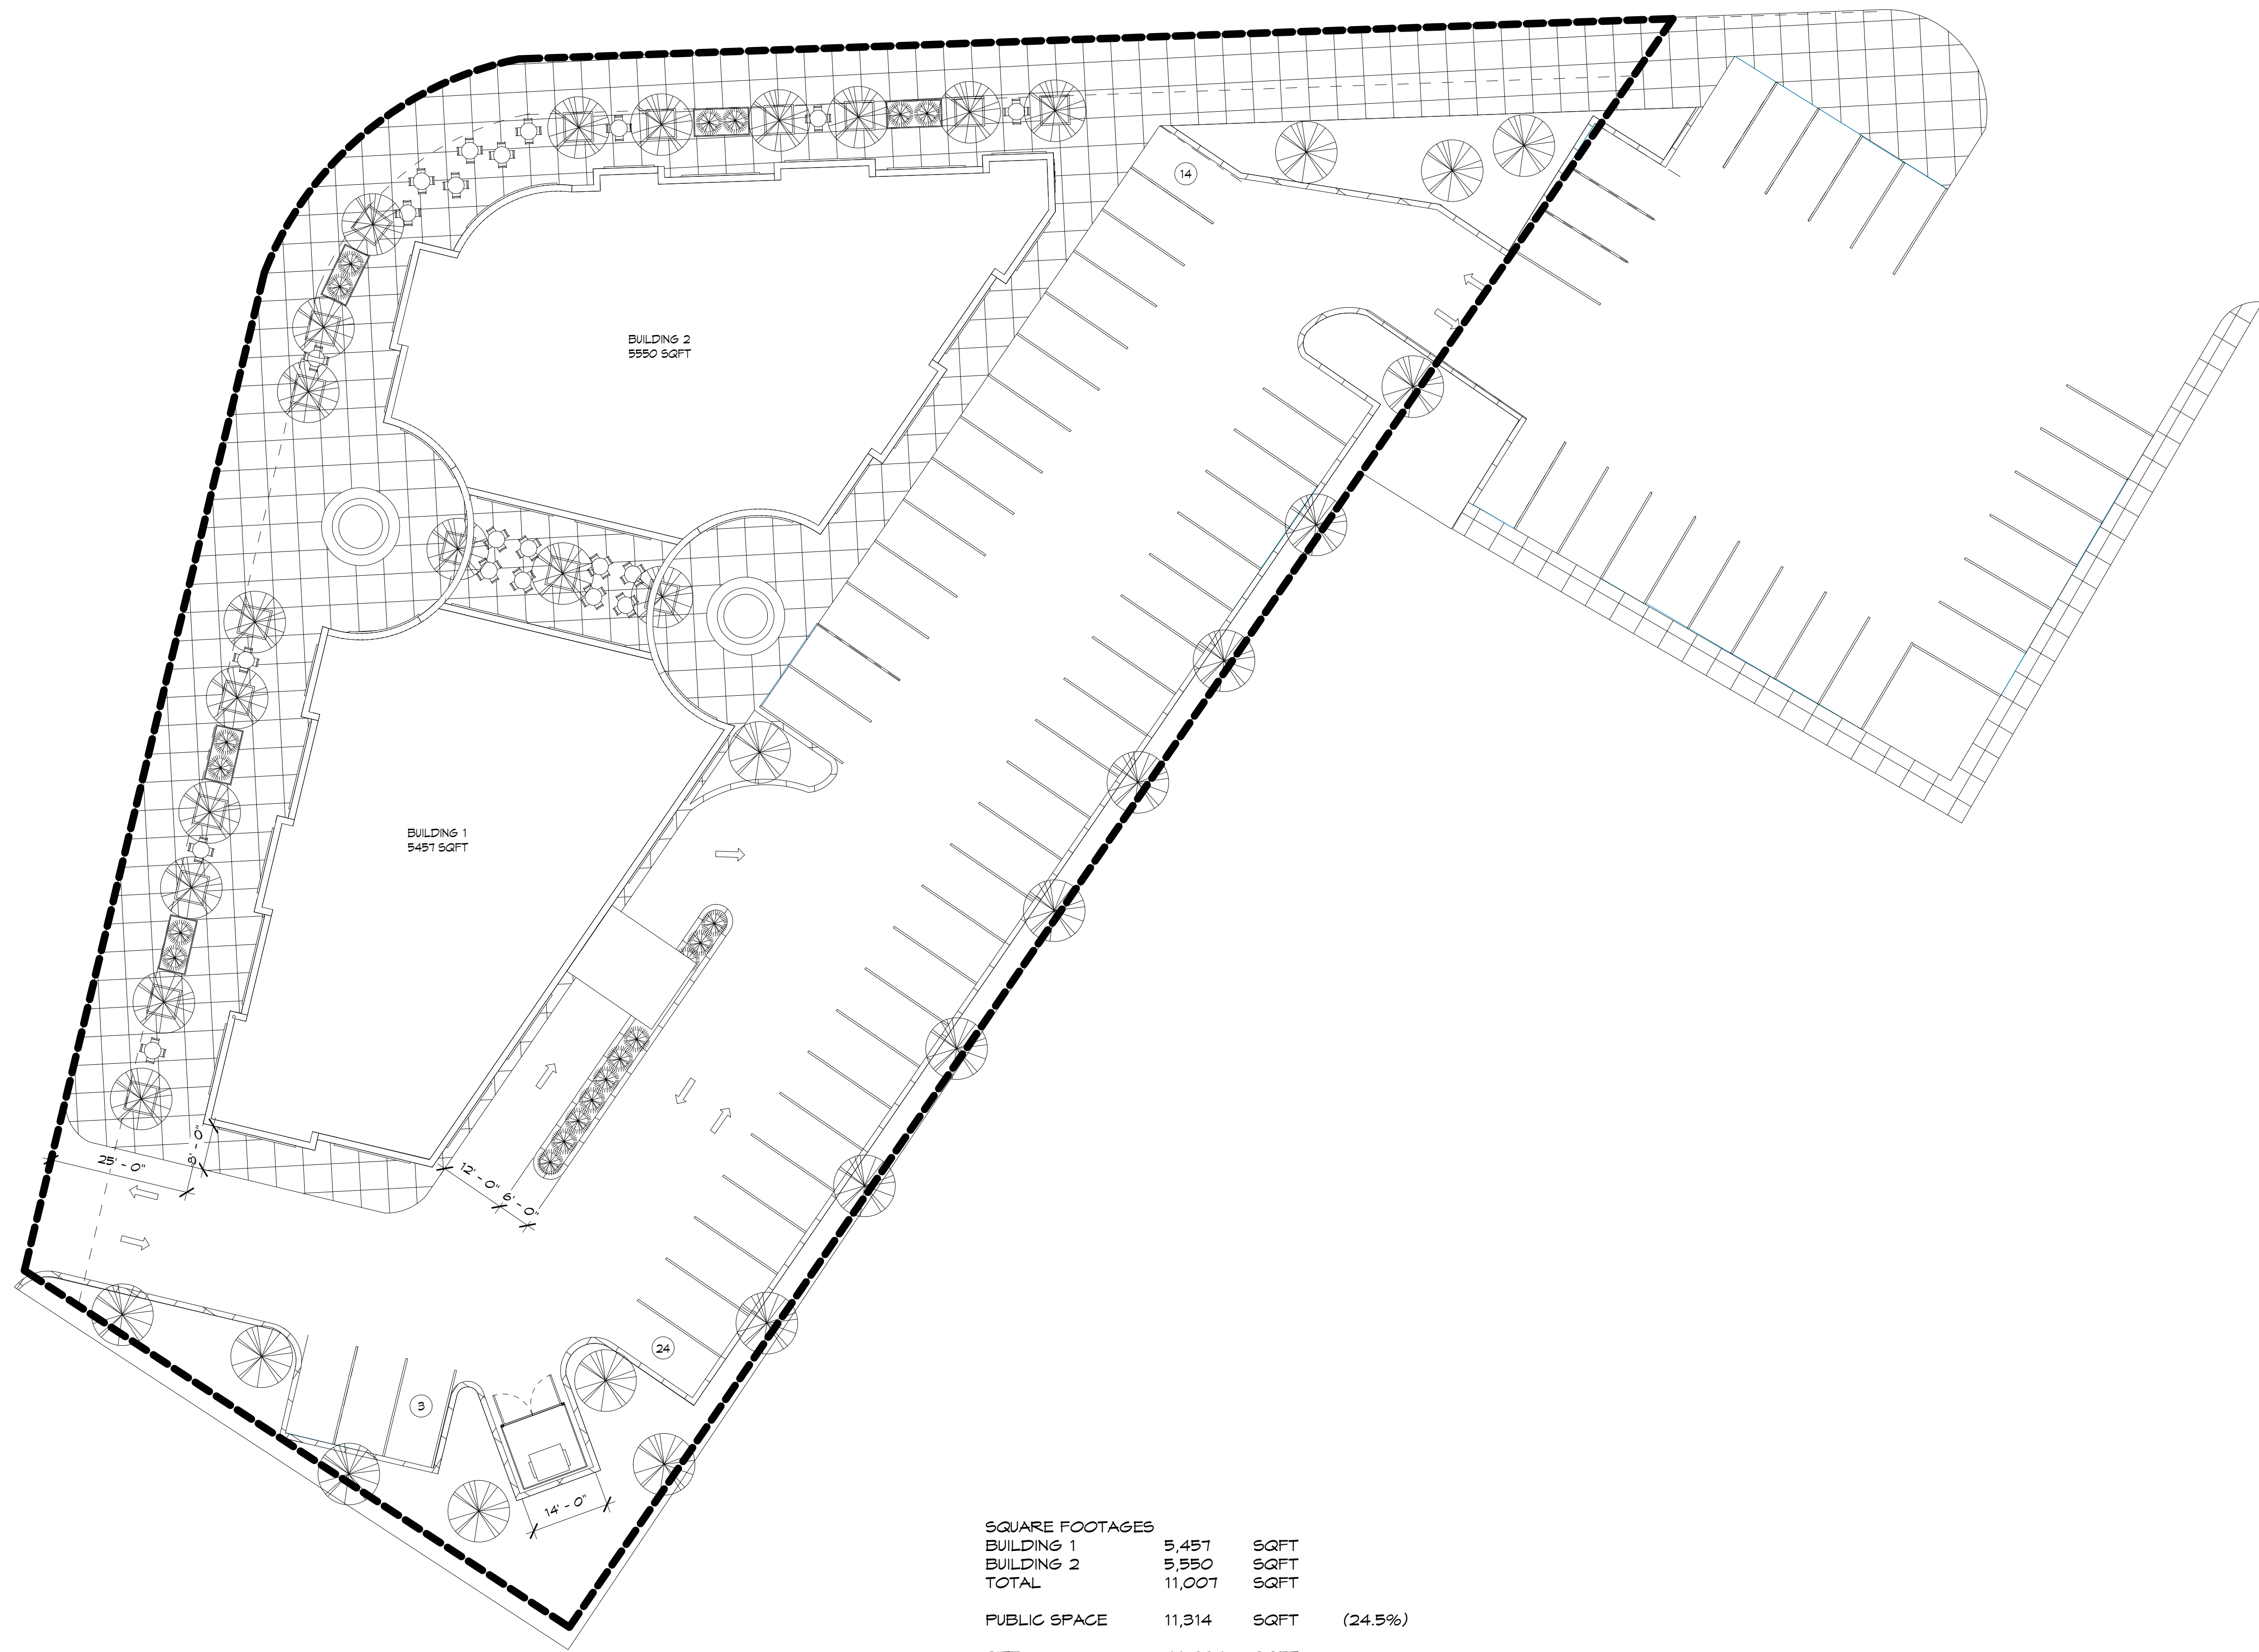 14
BUILDING 2
5550 SQFT
BUILDING 1
5457 SQFT
25' - 0"
8' - 0"
12' - 0"
6' - 0"
24
3
14' - 0"
SQUARE FOOTAGES
BUILDING 1 5,457 SQFT
BUILDING 2 5,550 SQFT
TOTAL 11,007 SQFT
PUBLIC SPACE 11,314 SQFT (24.5%)